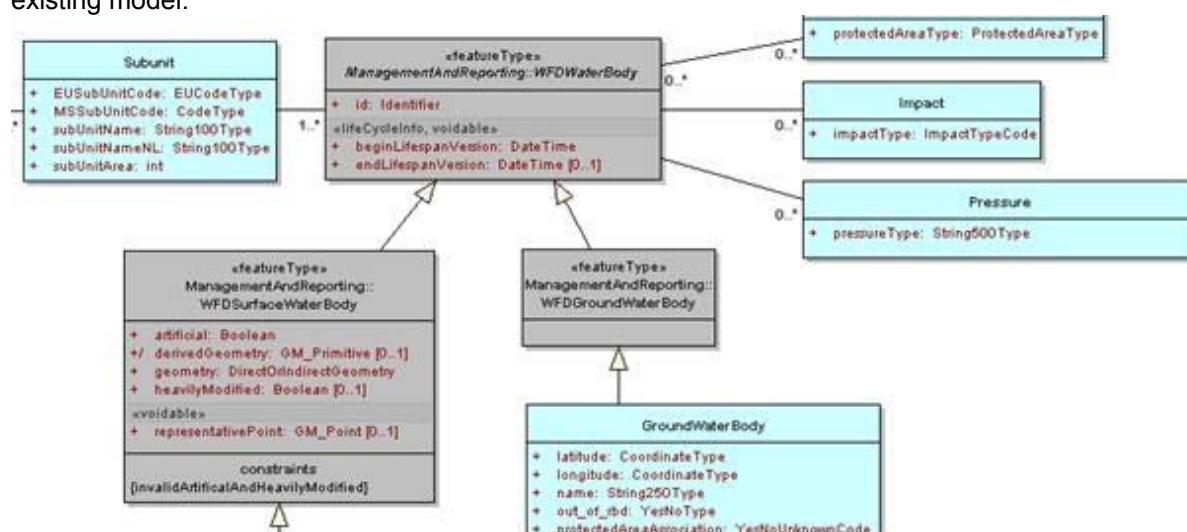 existing model.
Subunit
+ EUSubUnitCode: EUCodeType
+ MSSubUnitCode: CodeType
+ subUnitName: String100Type
+ subUnitNameNL: String100Type
+ subUnitArea: int
*
1..*
«featureType»
ManagementAndReporting::WFDWaterBody
+ id: Identifier
«lifeCycleInfo, voidable»
+ beginLifespanVersion: DateTime
+ endLifespanVersion: DateTime [0..1]
0..*
0..*
+ protectedAreaType: ProtectedAreaType
0..*
Impact
+ impactType: ImpactTypeCode
0..*
Pressure
+ pressureType: String500Type
«featureType»
ManagementAndReporting::
WFDSurfaceWaterBody
+ artificial: Boolean
+/ derivedGeometry: GM_Primitive [0..1]
+ geometry: DirectOrIndirectGeometry
+ heavilyModified: Boolean [0..1]
«voidable»
+ representativePoint: GM_Point [0..1]
constraints
{invalidArtificalAndHeavilyModified}
«featureType»
ManagementAndReporting::
WFDGroundWaterBody
GroundWaterBody
+ latitude: CoordinateType
+ longitude: CoordinateType
+ name: String250Type
+ out_of_rbd: YesNoType
+ protectedAreaAssociation: YesNoUnknownCode